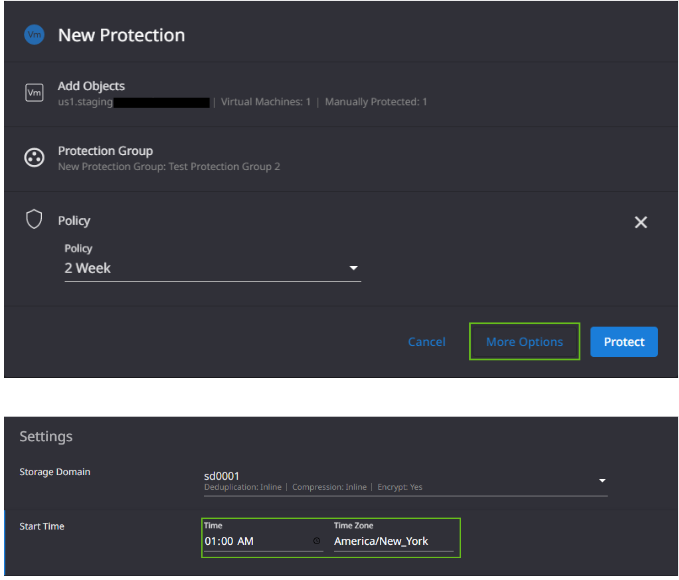 Vm New Protection
Vm Add Objects
us1.staging | Virtual Machines: 1 | Manually Protected: 1
Protection Group
New Protection Group: Test Protection Group 2
Policy
Policy
2 Week
Cancel More Options Protect
Settings
Storage Domain
sd0001
Deduplication: Inline | Compression: Inline | Encrypt: Yes
Start Time
Time Time Zone
01:00 AM America/New_York